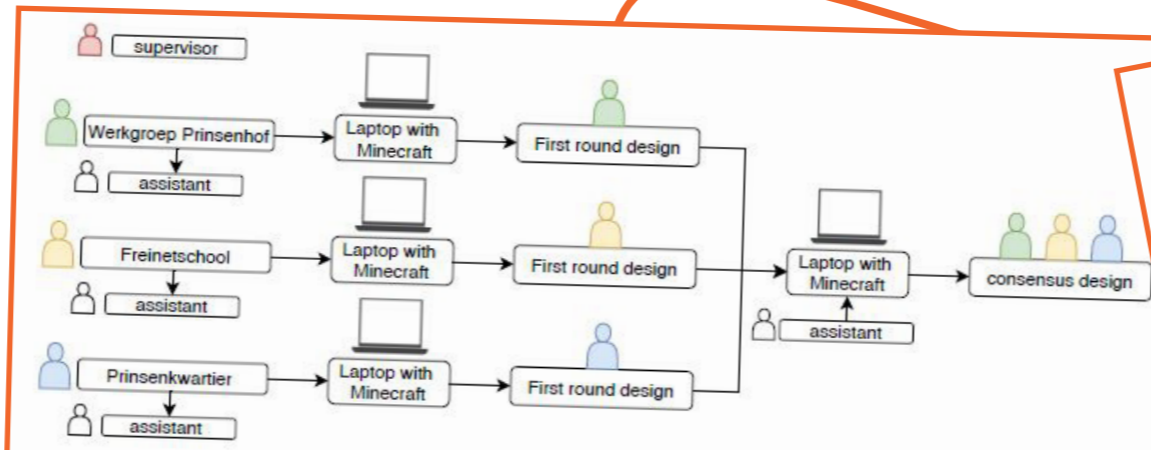 supervisor
Werkgroep Prinsenhof
assistant
Laptop with
Minecraft
First round design
Freinetschool
assistant
Laptop with
Minecraft
First round design
Prinsenkwartier
assistant
Laptop with
Minecraft
First round design
Laptop with
Minecraft
assistant
consensus design